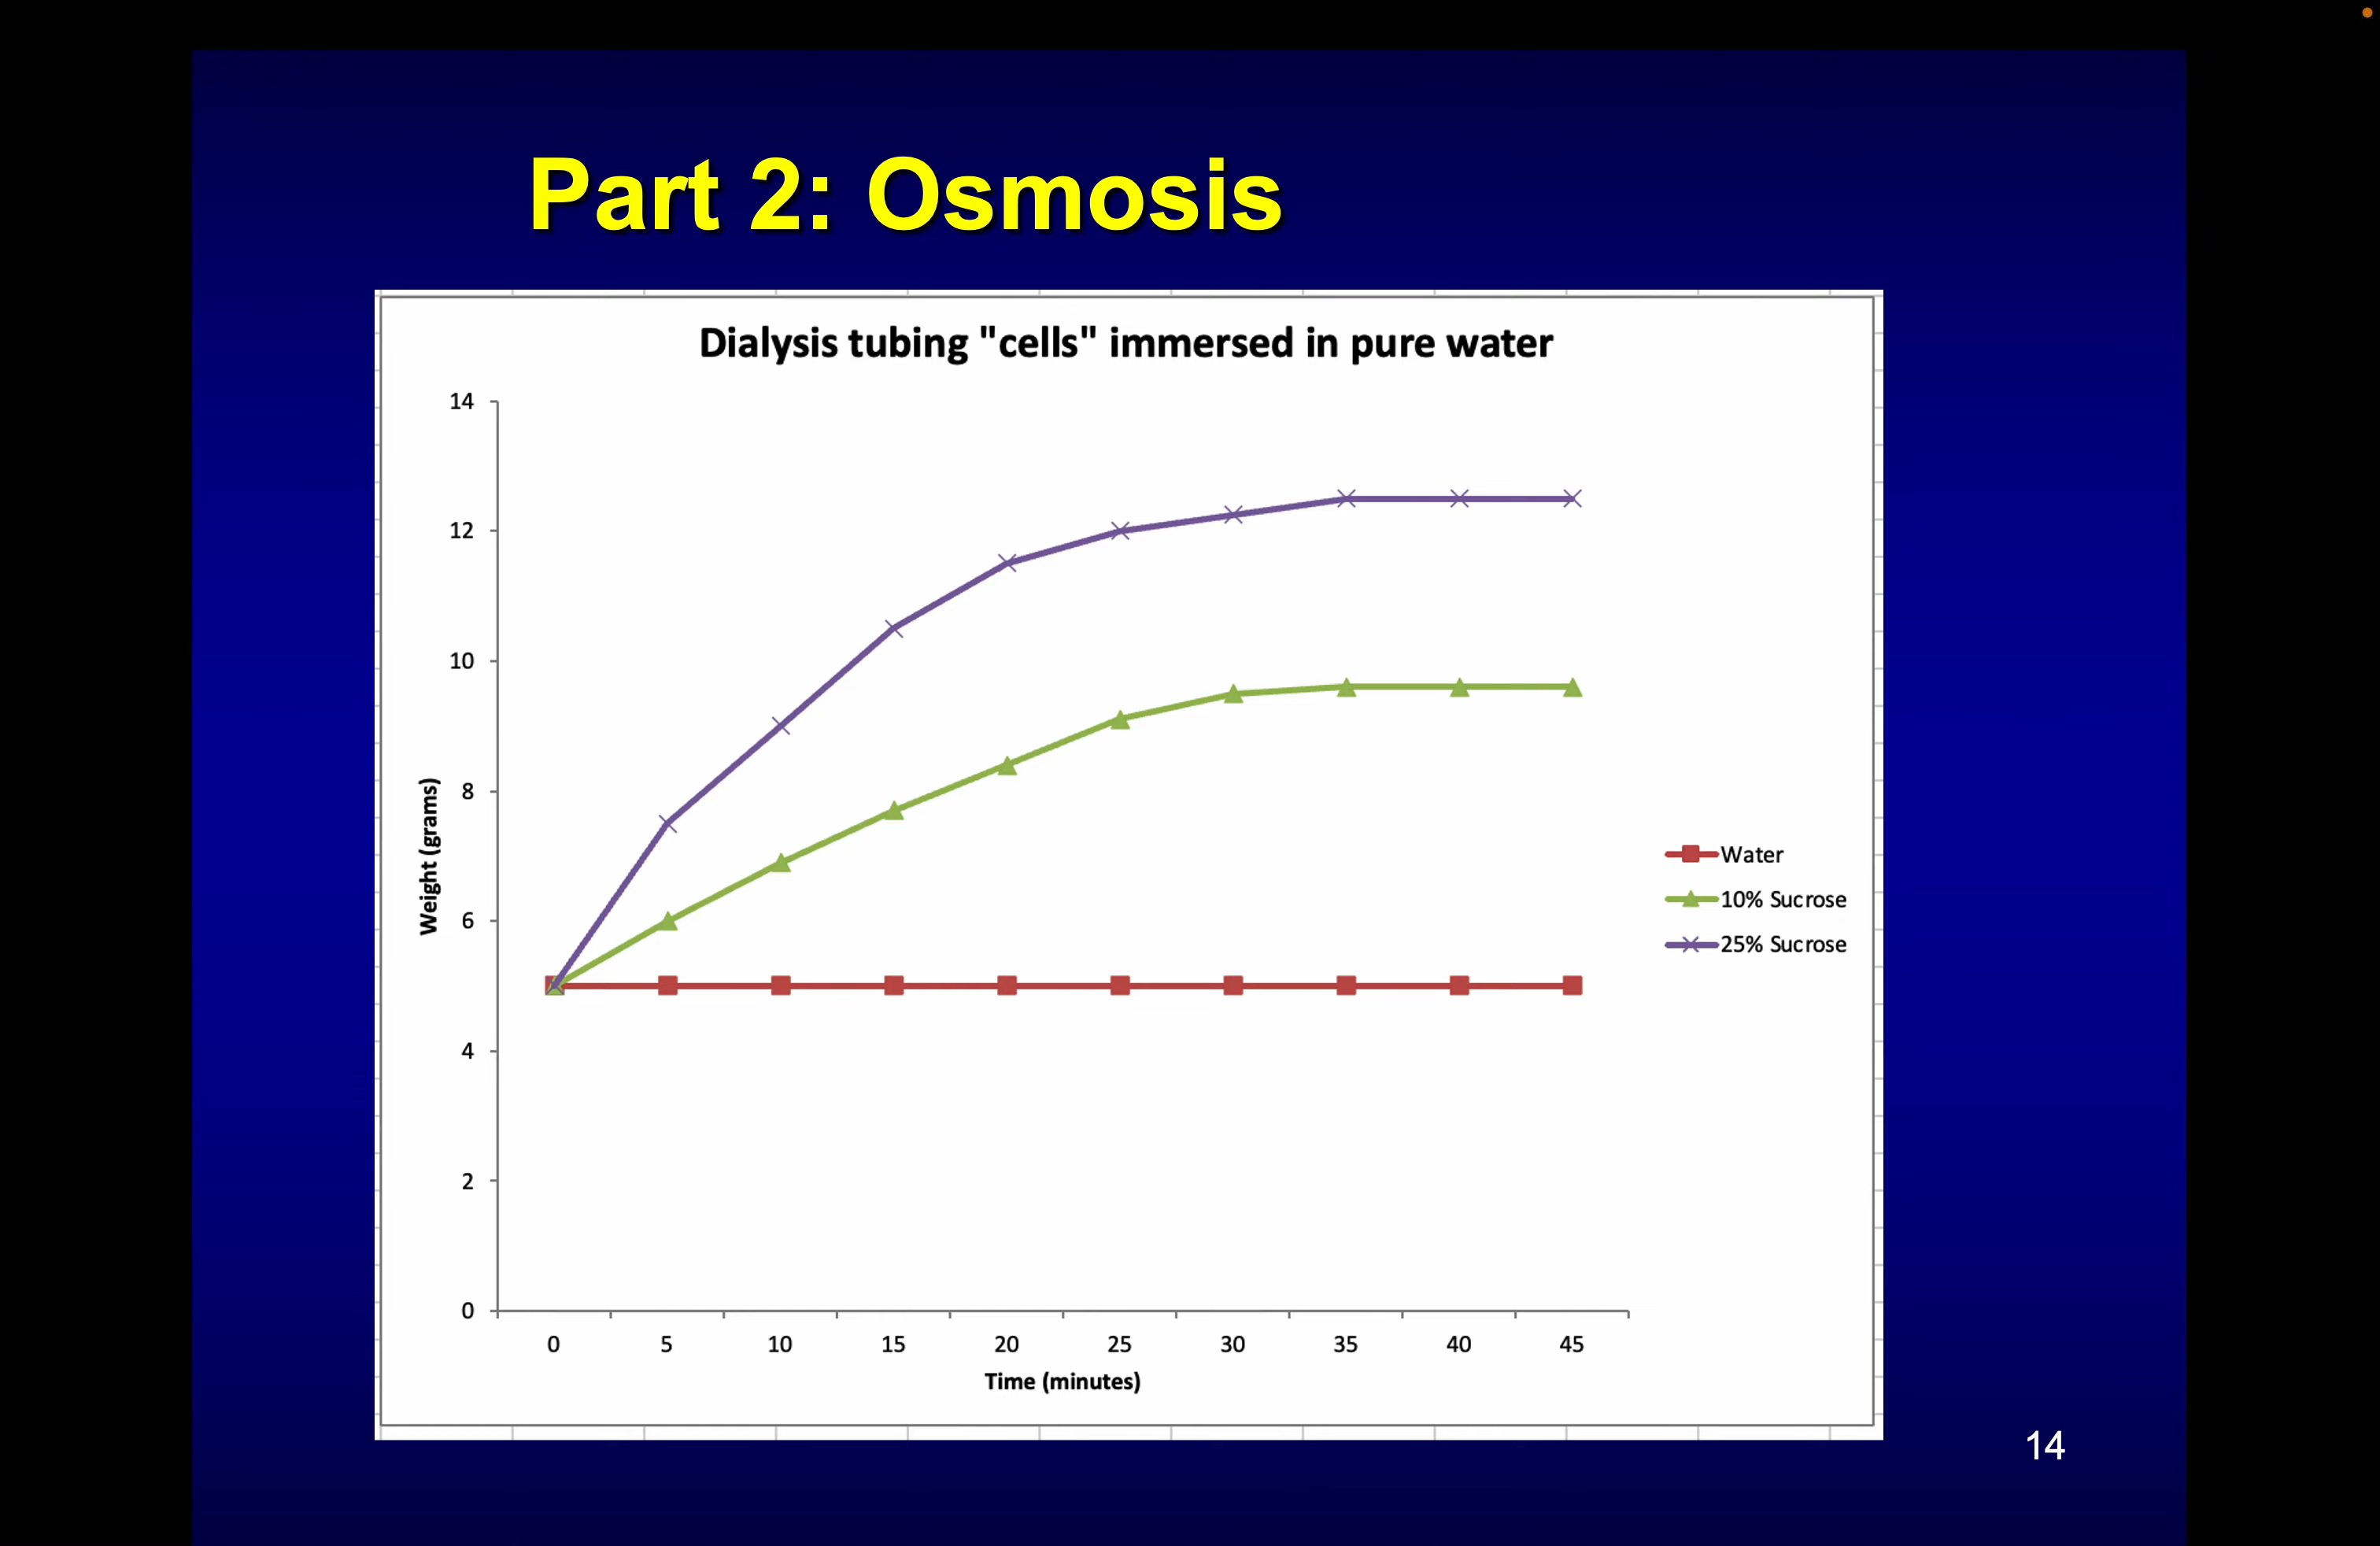 Part 2: Osmosis
Dialysis tubing "cells" immersed in pure water
14
12
10
8
6
4
2
0
Weight (grams)
Water
10% Sucrose
25% Sucrose
0 5 10 15 20 25 30 35 40 45
Time (minutes)
14